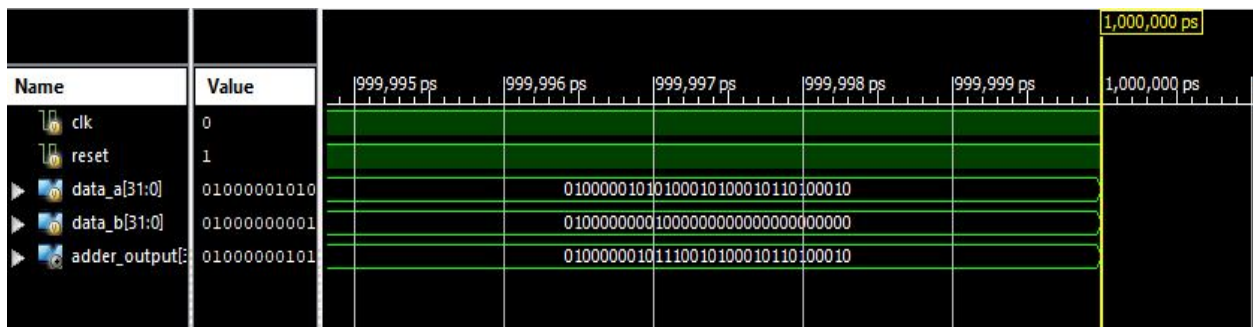 1,000,000 ps
Name Value 999,995 ps 999,996 ps 999,997 ps 999,998 ps 999,999 ps 1,000,000 ps
clk 0
reset 1
data_a[31:0] 01000001010 01000001010100010100010110100010
data_b[31:0] 01000000001 01000000001000000000000000000000
adder_output[3 01000000101 01000000101110010100010110100010